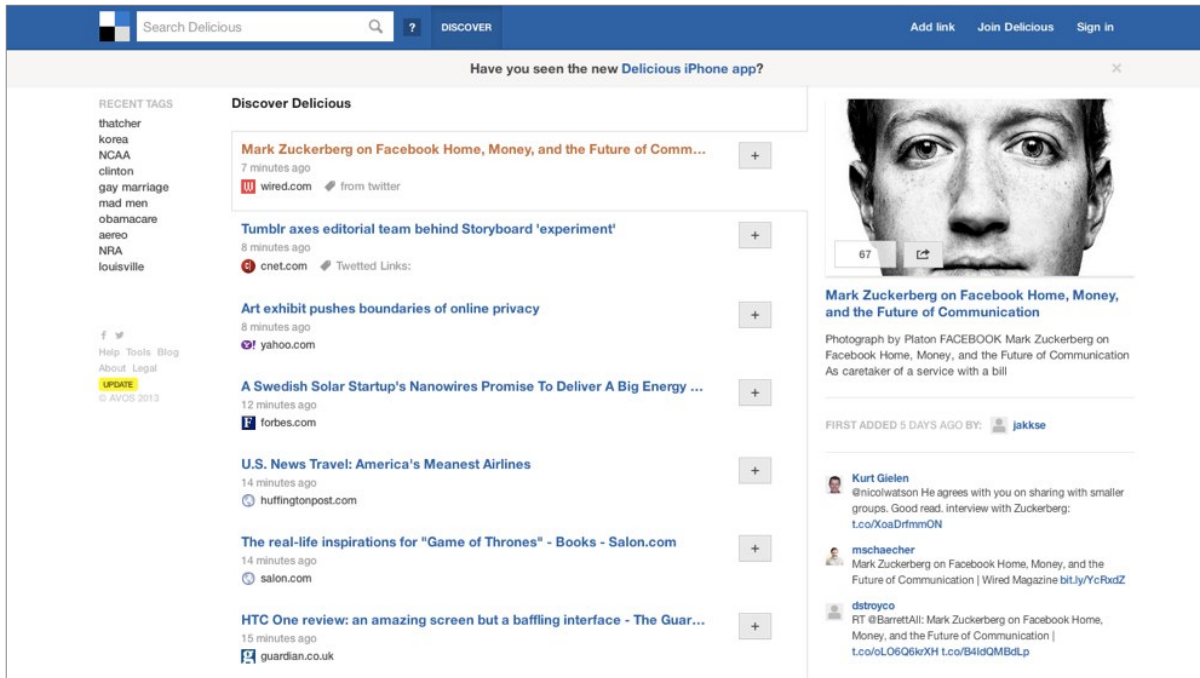 Search Delicious
?
DISCOVER
Add link
Join Delicious
Sign in
Have you seen the new Delicious iPhone app?
RECENT TAGS
thatcher
korea
NCAA
clinton
gay marriage
mad men
obamacare
aereo
NRA
louisville
Help Tools Blog
About Legal
UPDATE
© AVOS 2013
Discover Delicious
Mark Zuckerberg on Facebook Home, Money, and the Future of Comm...
7 minutes ago
wired.com from twitter
Tumblr axes editorial team behind Storyboard 'experiment'
8 minutes ago
cnet.com Twetted Links:
Art exhibit pushes boundaries of online privacy
8 minutes ago
yahoo.com
A Swedish Solar Startup's Nanowires Promise To Deliver A Big Energy ...
12 minutes ago
forbes.com
U.S. News Travel: America's Meanest Airlines
14 minutes ago
huffingtonpost.com
The real-life inspirations for "Game of Thrones" - Books - Salon.com
14 minutes ago
salon.com
HTC One review: an amazing screen but a baffling interface - The Guar...
15 minutes ago
guardian.co.uk
67
Mark Zuckerberg on Facebook Home, Money,
and the Future of Communication
Photograph by Platon FACEBOOK Mark Zuckerberg on
Facebook Home, Money, and the Future of Communication
As caretaker of a service with a bill
FIRST ADDED 5 DAYS AGO BY: jakkse
Kurt Gielen
@nicolwatson He agrees with you on sharing with smaller
groups. Good read. interview with Zuckerberg:
t.co/XoaDrfmmON
mschaecher
Mark Zuckerberg on Facebook Home, Money, and the
Future of Communication | Wired Magazine bit.ly/YcRxdZ
dstroyco
RT @BarrettAll: Mark Zuckerberg on Facebook Home,
Money, and the Future of Communication |
t.co/oLO6Q6krXH t.co/B4ldQMBdLp